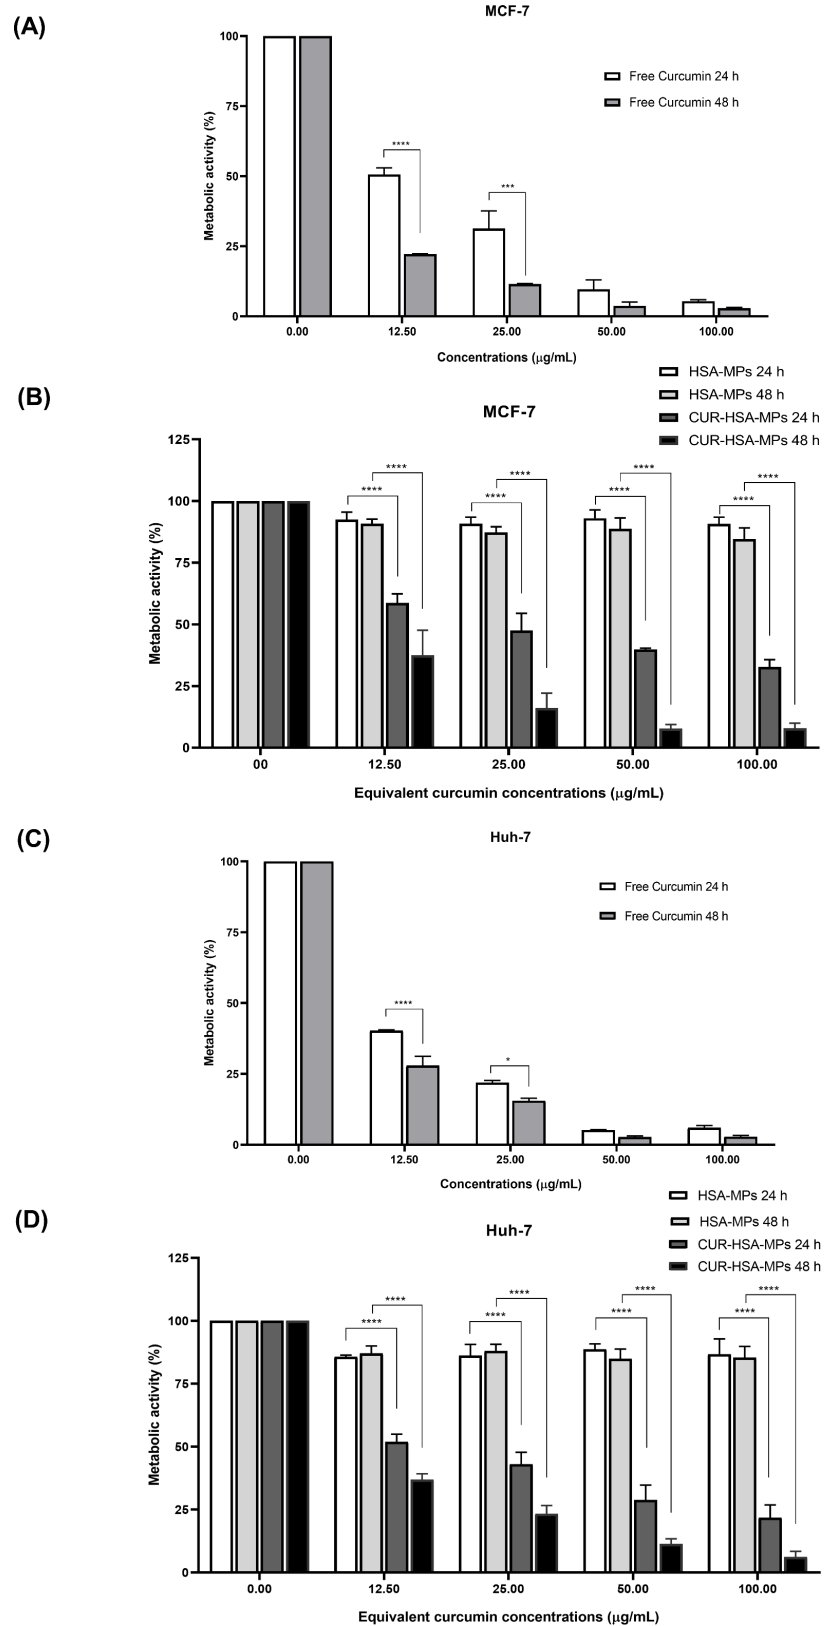 (A)
MCF-7
Metabolic activity (%)
100
75
50
25
0
Free Curcumin 24 h
Free Curcumin 48 h
****
***
0.00 12.50 25.00 50.00 100.00
Concentrations (μg/mL)
(B)
MCF-7
HSA-MPs 24 h
HSA-MPs 48 h
CUR-HSA-MPs 24 h
CUR-HSA-MPs 48 h
Metabolic activity (%)
125
100
75
50
25
0
**** **** **** ****
**** **** **** ****
00 12.50 25.00 50.00 100.00
Equivalent curcumin concentrations (μg/mL)
(C)
Huh-7
Metabolic activity (%)
100
75
50
25
0
Free Curcumin 24 h
Free Curcumin 48 h
****
*
0.00 12.50 25.00 50.00 100.00
Concentrations (μg/mL)
(D)
Huh-7
HSA-MPs 24 h
HSA-MPs 48 h
CUR-HSA-MPs 24 h
CUR-HSA-MPs 48 h
Metabolic activity (%)
125
100
75
50
25
0
**** **** **** ****
**** **** **** ****
0.00 12.50 25.00 50.00 100.00
Equivalent curcumin concentrations (μg/mL)